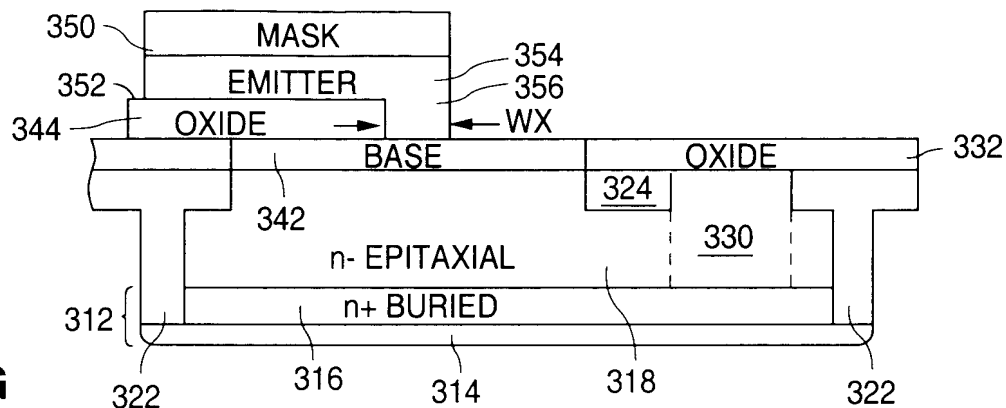 350
MASK
354
EMITTER
352
356
344
OXIDE
WX
BASE
OXIDE
332
342
324
330
n- EPITAXIAL
312
n+ BURIED
322
316
314
318
322
G